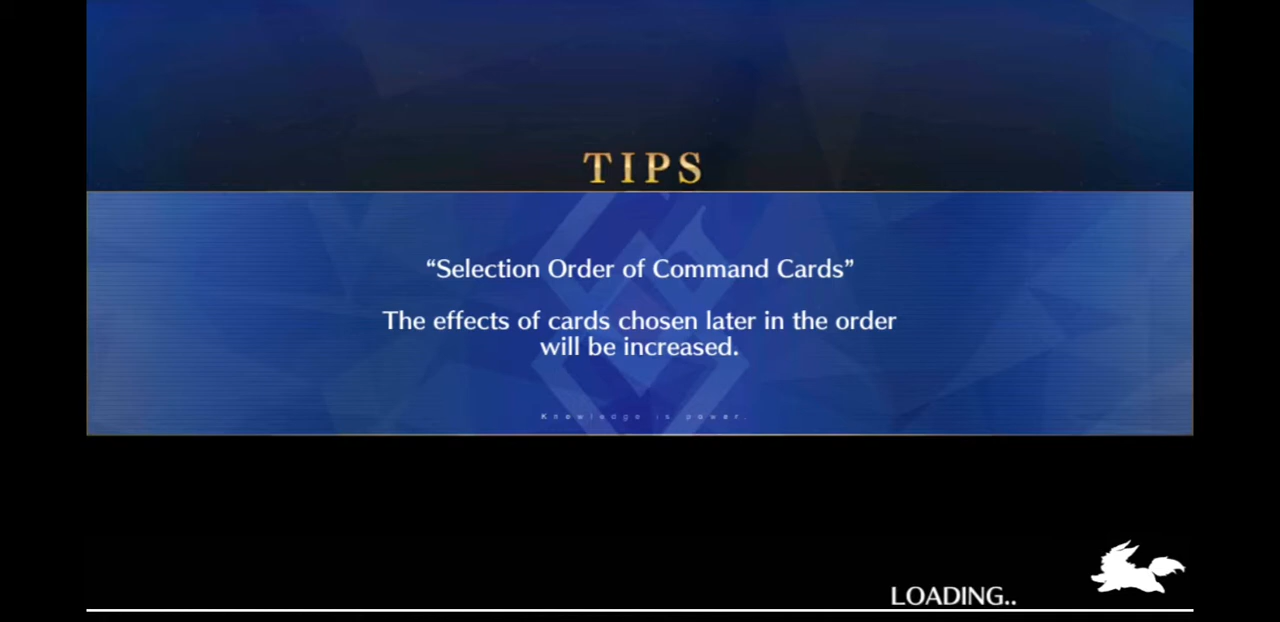 TIPS
“Selection Order of Command Cards”
The effects of cards chosen later in the order
will be increased.
Knowledge is power.
LOADING..